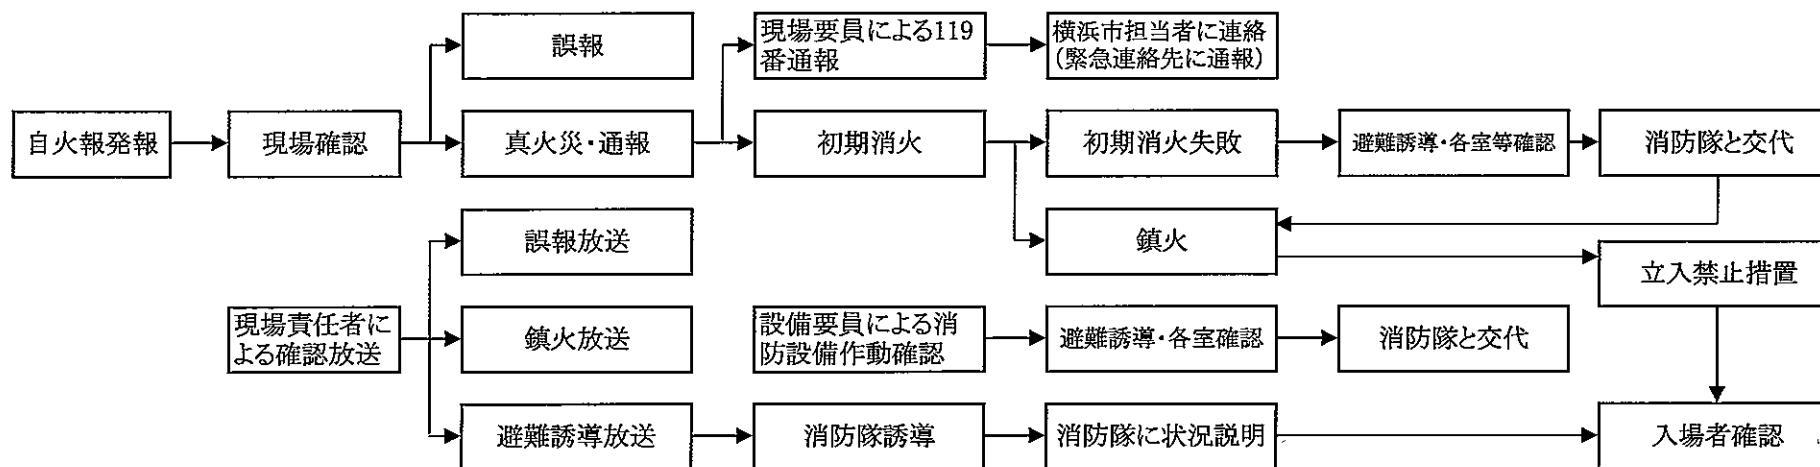 誤報
現場要員による119
番通報
横浜市担当者に連絡
(緊急連絡先に通報)
自火報発報
現場確認
真火災・通報
初期消火
初期消火失敗
避難誘導・各室等確認
消防隊と交代
誤報放送
鎮火
立入禁止措置
現場責任者に
よる確認放送
鎮火放送
設備要員による消
防設備作動確認
避難誘導・各室確認
消防隊と交代
避難誘導放送
消防隊誘導
消防隊に状況説明
入場者確認